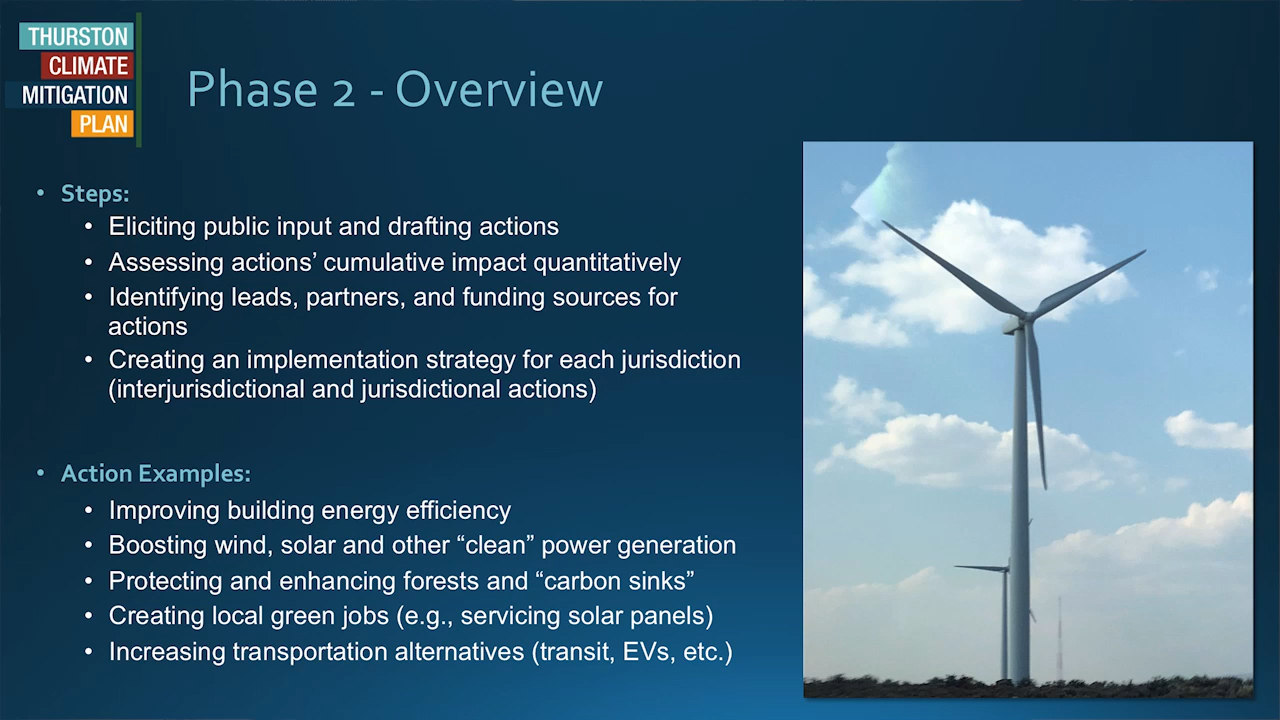 THURSTON
CLIMATE
MITIGATION
PLAN
Phase 2 - Overview
• Steps:
• Eliciting public input and drafting actions
• Assessing actions’ cumulative impact quantitatively
• Identifying leads, partners, and funding sources for
actions
• Creating an implementation strategy for each jurisdiction
(interjurisdictional and jurisdictional actions)
• Action Examples:
• Improving building energy efficiency
• Boosting wind, solar and other “clean” power generation
• Protecting and enhancing forests and “carbon sinks”
• Creating local green jobs (e.g., servicing solar panels)
• Increasing transportation alternatives (transit, EVs, etc.)